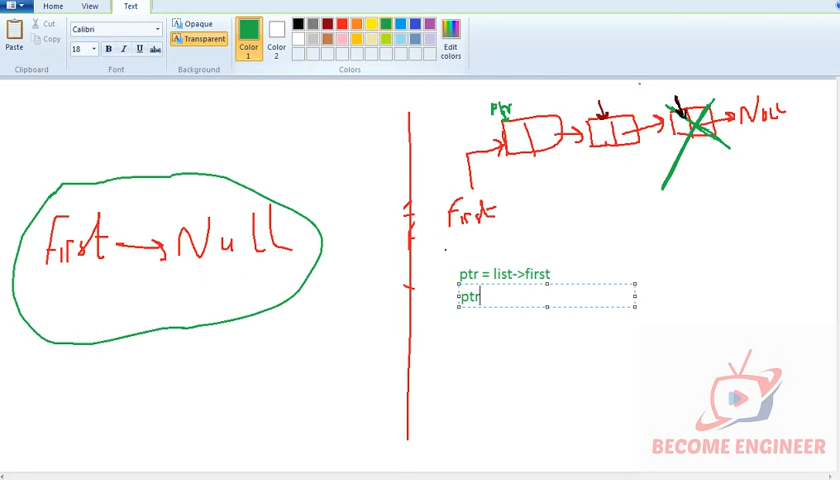 Home View Text
Cut
Copy
Paste
Clipboard
Calibri
18
B I U abc
Font
Opaque
Transparent
Background
Color 1
Color 2
Colors
Edit colors
ptr
Null
first
first Null
ptr = list->first
ptr
BECOME ENGINEER